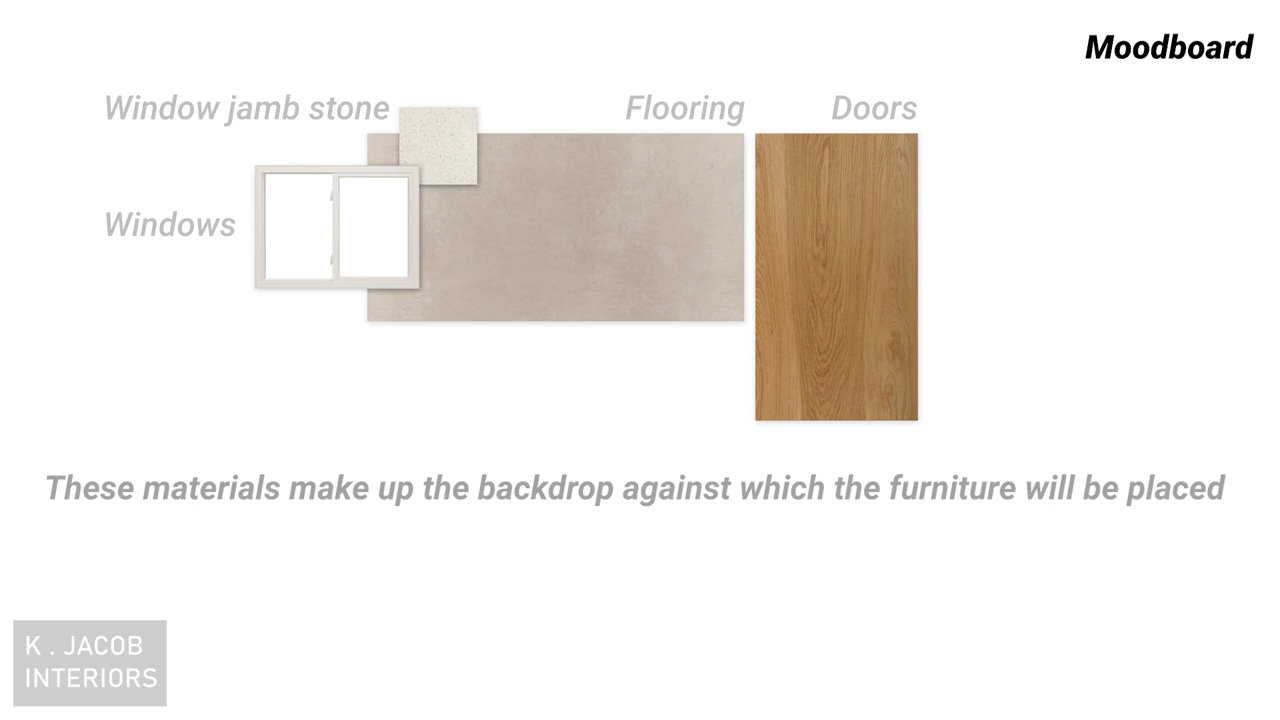 Moodboard
Window jamb stone
Flooring
Doors
Windows
These materials make up the backdrop against which the furniture will be placed
K . JACOB
INTERIORS